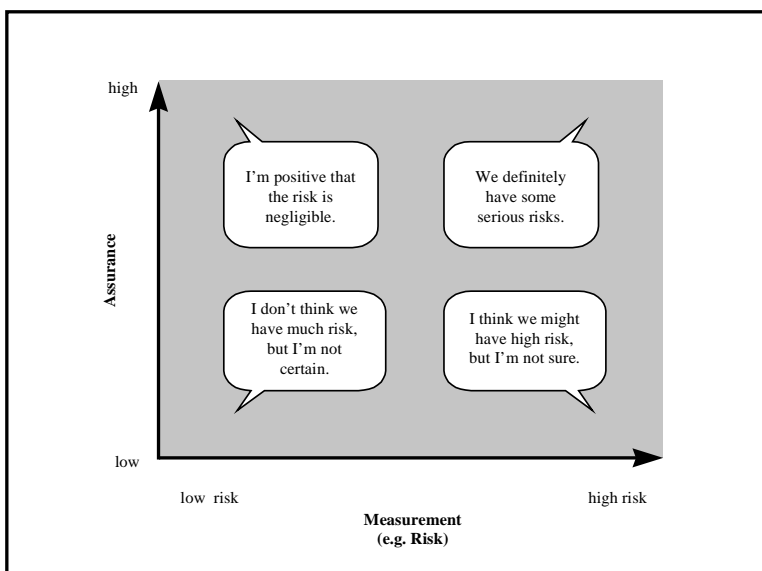 high
I’m positive that
the risk is
negligible.
We definitely
have some
serious risks.
Assurance
I don’t think we
have much risk,
but I’m not
certain.
I think we might
have high risk,
but I’m not sure.
low
low risk
high risk
Measurement
(e.g. Risk)